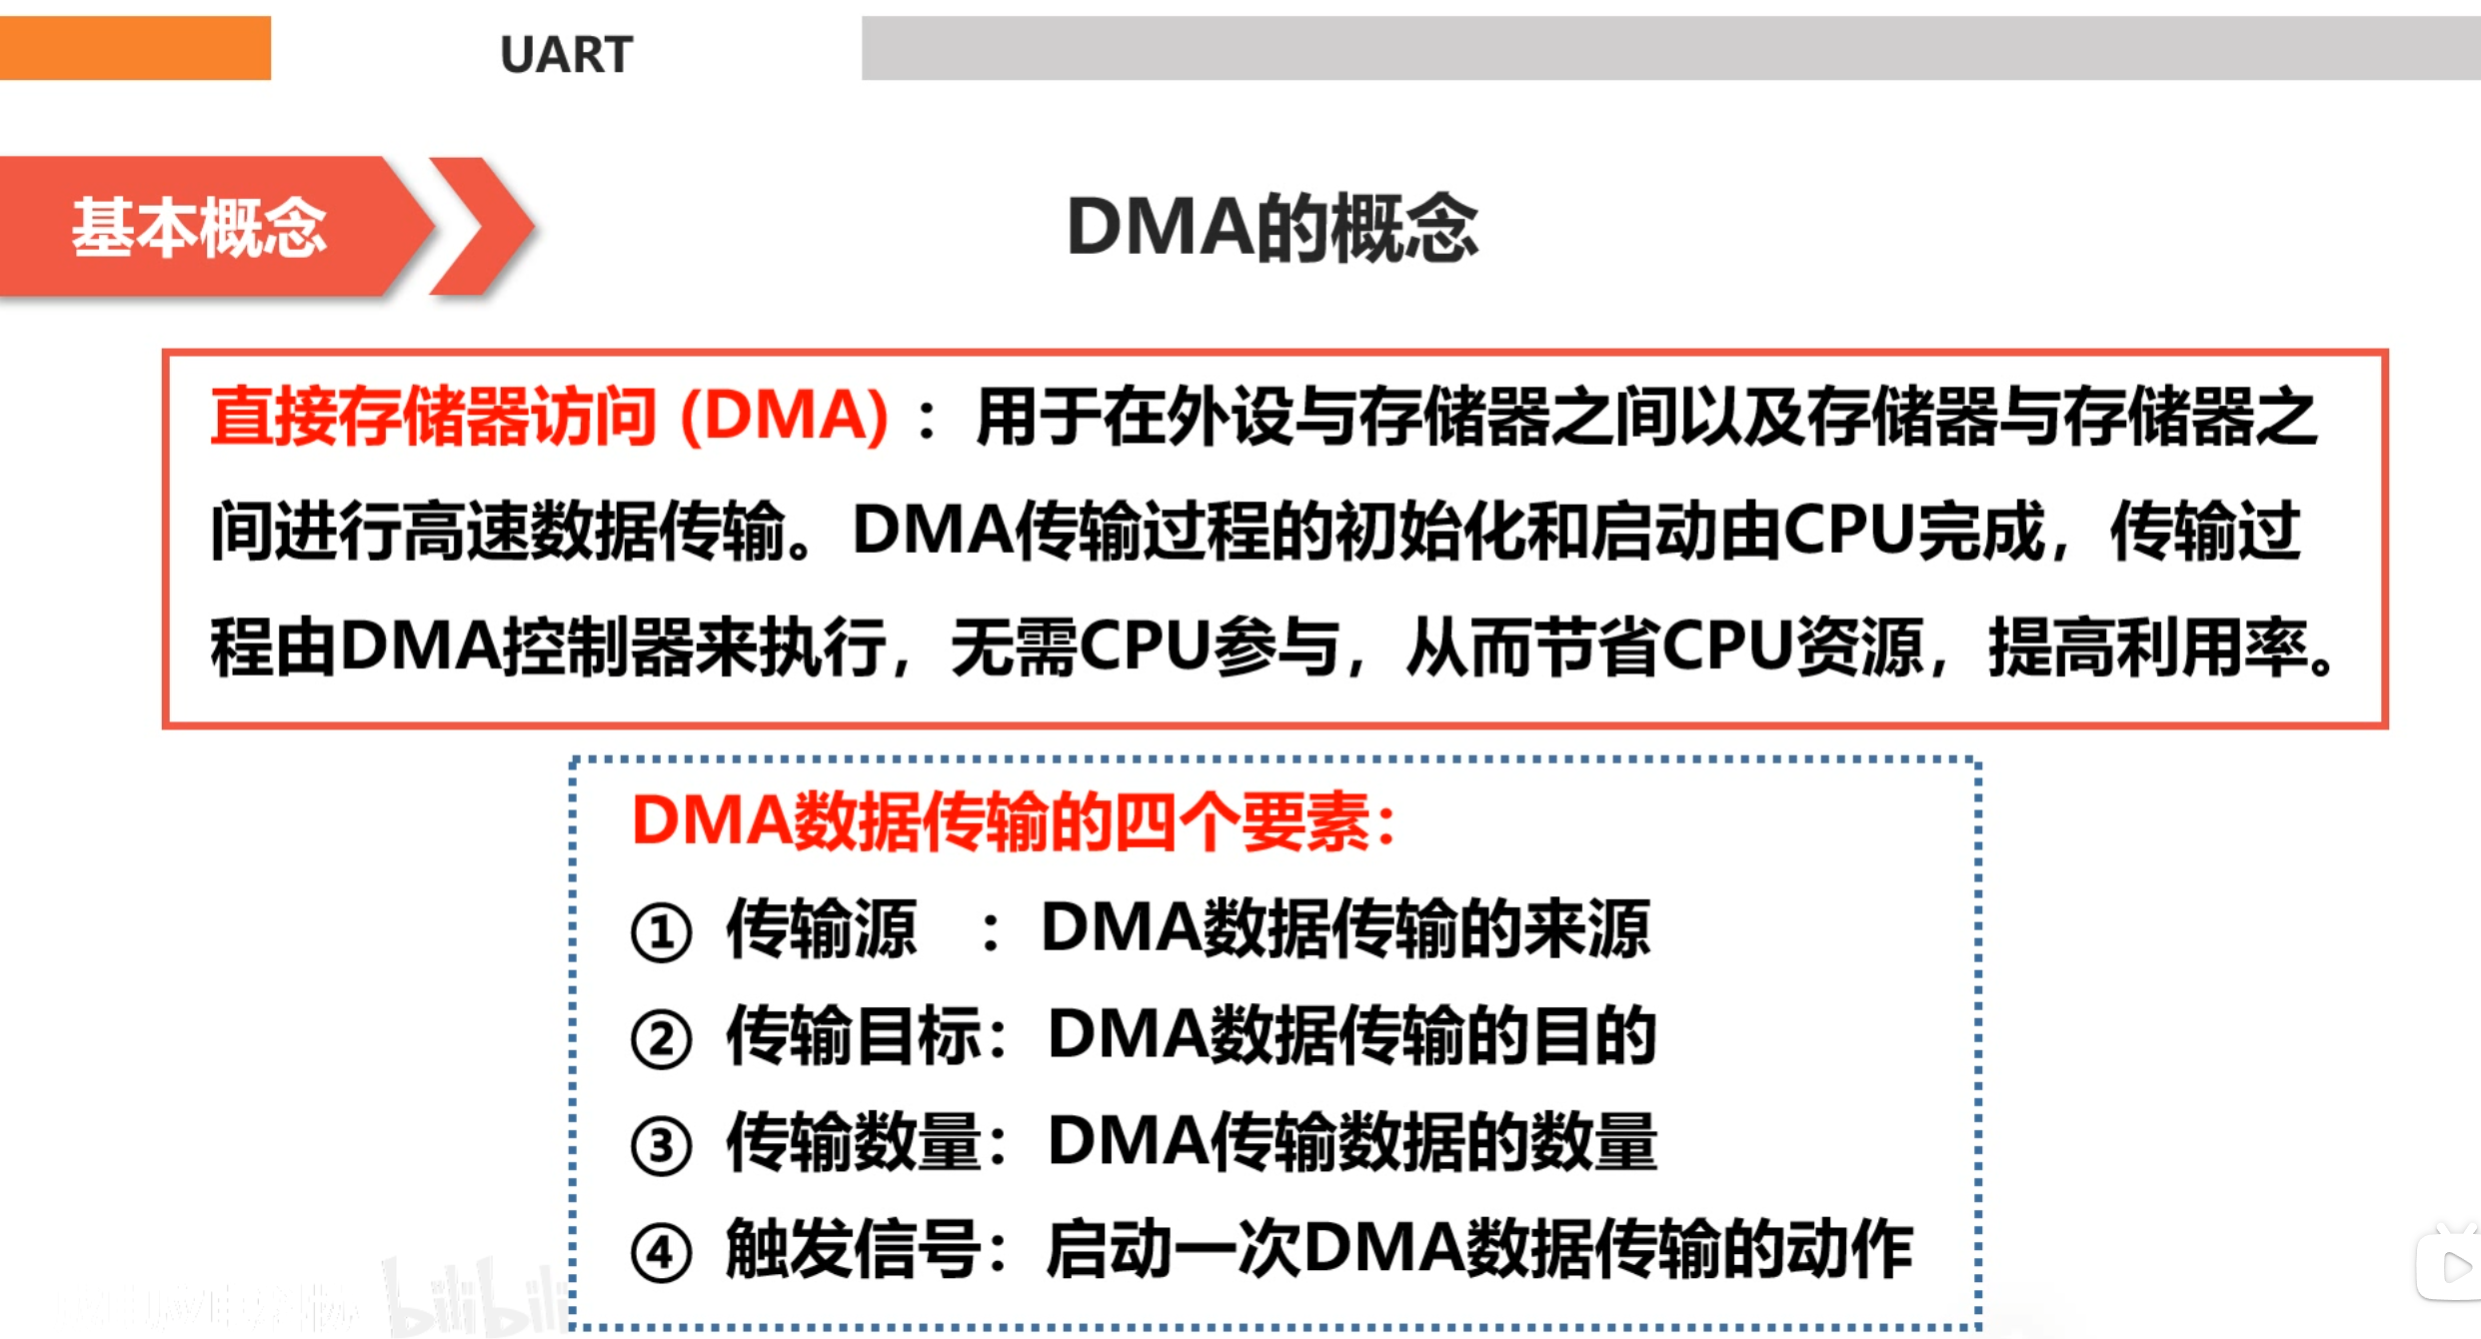 UART
基本概念
DMA的概念
直接存储器访问 (DMA) ：用于在外设与存储器之间以及存储器与存储器之
间进行高速数据传输。DMA传输过程的初始化和启动由CPU完成，传输过
程由DMA控制器来执行，无需CPU参与，从而节省CPU资源，提高利用率。
DMA数据传输的四个要素：
① 传输源 ：DMA数据传输的来源
② 传输目标：DMA数据传输的目的
③ 传输数量：DMA传输数据的数量
④ 触发信号：启动一次DMA数据传输的动作
bilibili